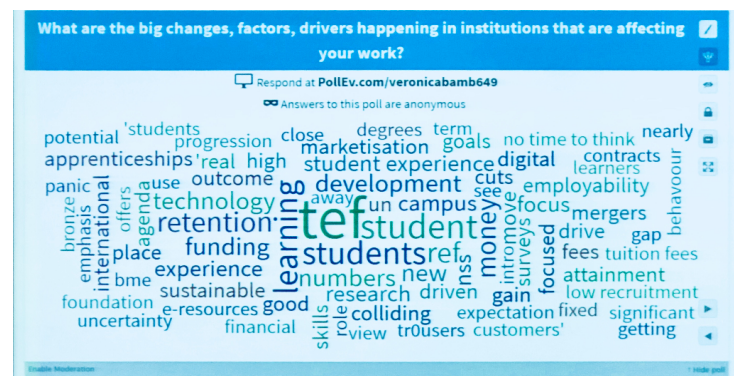 What are the big changes, factors, drivers happening in institutions that are affecting
your work?
Respond at PollEv.com/veronicabamb649
Answers to this poll are anonymous
potential 'students progression close degrees term goals no time to think nearly
marketisation
apprenticeships 'real high student experience digital contracts
learners
panic use outcome development cuts employability
bronze emphasis international offers agenda technology away un campus see focus mergers behavoour
retention learning tef student money intromove surveys focused drive gap
place funding students ref nss fees tuition fees
bme experience numbers new attainment
sustainable research driven gain low recruitment
foundation e-resources good skills role colliding expectation fixed significant
uncertainty financial view tr0users customers' getting
Enable Moderation
Hide poll